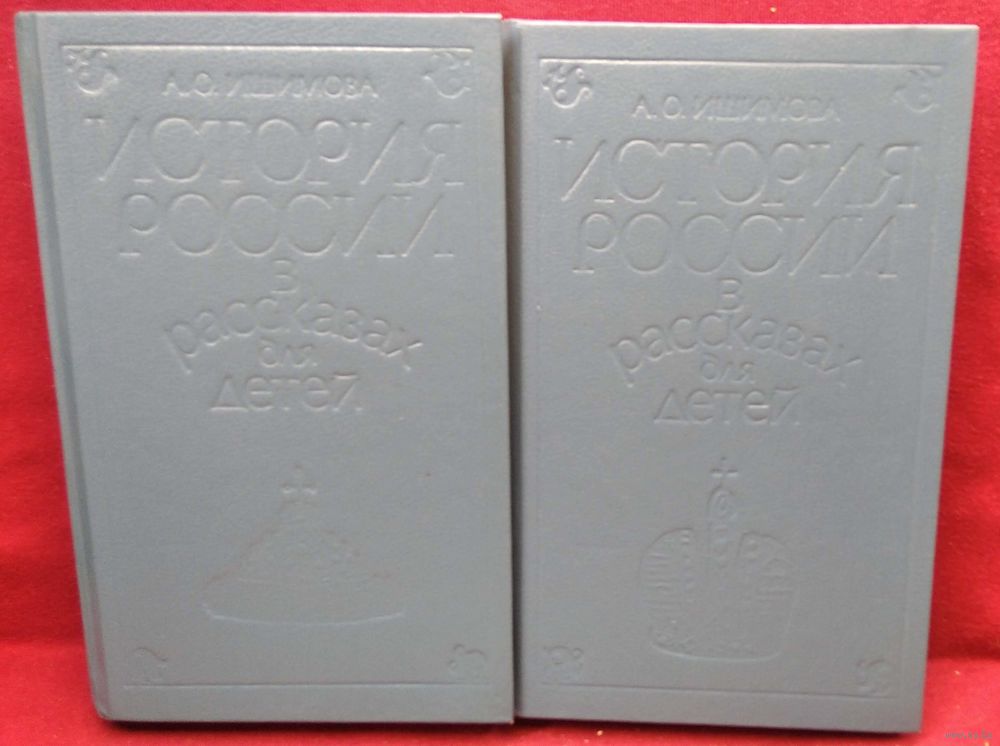 А.О. ИШИМОВА
ИСТОРИЯ
РОССИИ
в
рассказах
для
детей
А.О. ИШИМОВА
ИСТОРИЯ
РОССИИ
в
рассказах
для
детей